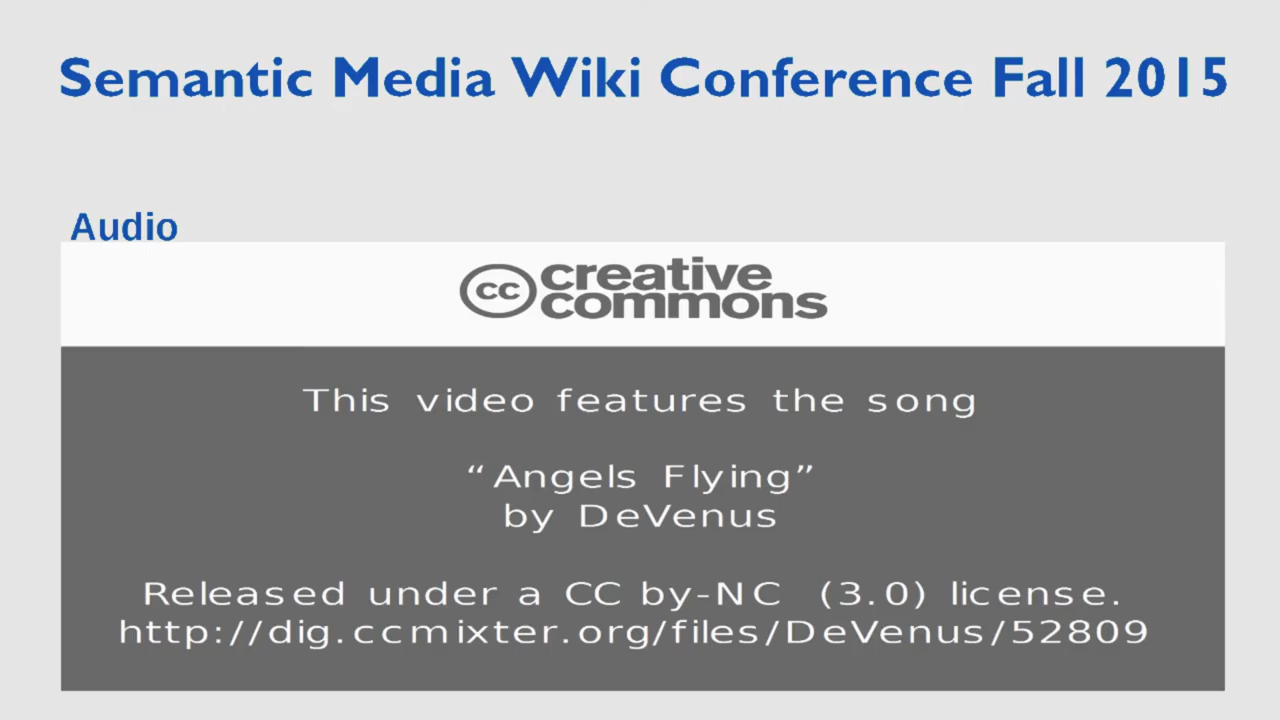 Semantic Media Wiki Conference Fall 2015
Audio
cc creative
commons
This video features the song
“Angels Flying”
by DeVenus
Released under a CC by-NC (3.0) license.
http://dig.ccmixter.org/files/DeVenus/52809